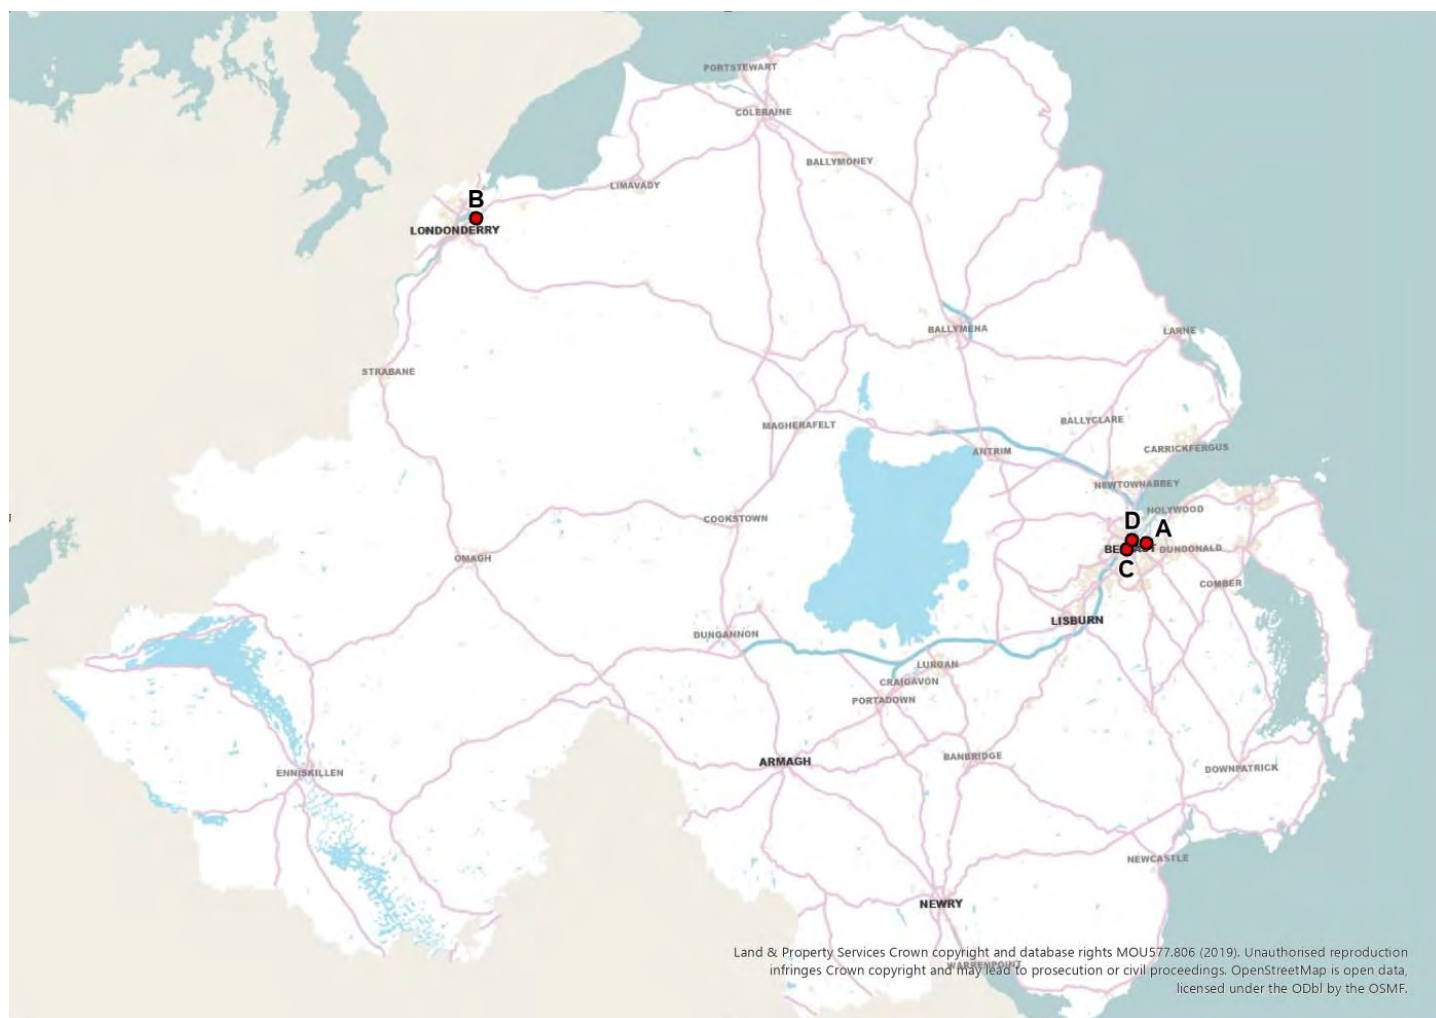 PORTSTEWART
COLERAINE
BALLYMONEY
LIMAVADY
B
LONDONDERRY
BALLYMENA
LARNE
STRABANE
BALLYCLARE
MAGHERAFELT
CARRICKFERGUS
ANTRIM
NEWTOWNABBEY
HOLYWOOD
COOKSTOWN
D
A
BELFAST
DUNDONALD
OMAGH
C
COMBER
LISBURN
DUNGANNON
LURGAN
CRAIGAVON
PORTADOWN
BANBRIDGE
ARMAGH
DOWNPATRICK
ENNISKILLEN
NEWCASTLE
NEWRY
WARRENPOINT
Land & Property Services Crown copyright and database rights MOU577.806 (2019). Unauthorised reproduction
infringes Crown copyright and may lead to prosecution or civil proceedings. OpenStreetMap is open data,
licensed under the ODbl by the OSMF.